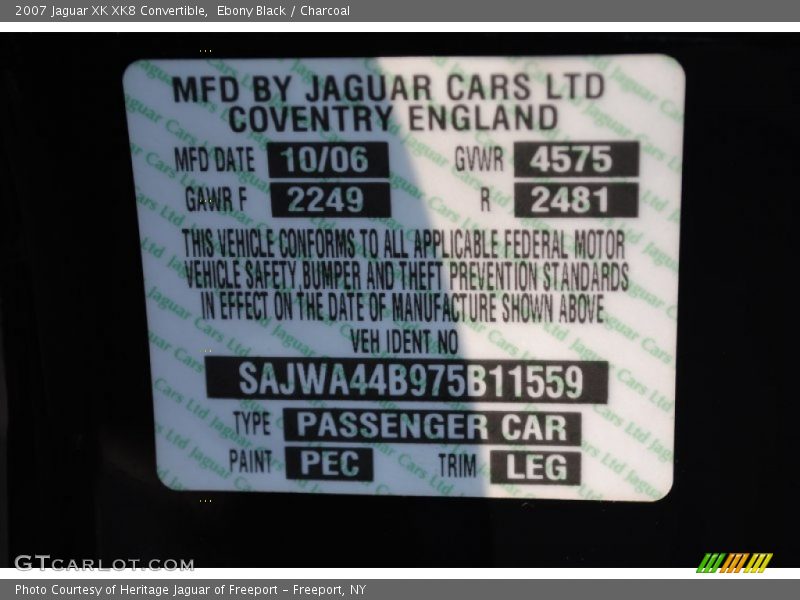 2007 Jaguar XK XK8 Convertible,  Ebony Black / Charcoal
MFD BY JAGUAR CARS LTD
COVENTRY ENGLAND
MFD DATE 10/06 GVWR 4575
GAWR F 2249 R 2481
THIS VEHICLE CONFORMS TO ALL APPLICABLE FEDERAL MOTOR
VEHICLE SAFETY,BUMPER AND THEFT PREVENTION STANDARDS
IN EFFECT ON THE DATE OF MANUFACTURE SHOWN ABOVE
VEH IDENT NO
SAJWA44B975B11559
TYPE PASSENGER CAR
PAINT PEC TRIM LEG
GTCARLOT.COM
Photo Courtesy of Heritage Jaguar of Freeport – Freeport, NY